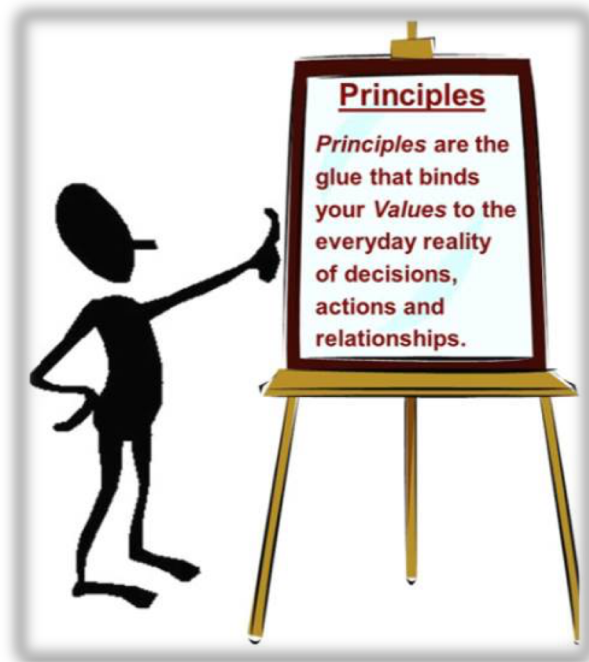 Principles
Principles are the
glue that binds
your Values to the
everyday reality
of decisions,
actions and
relationships.